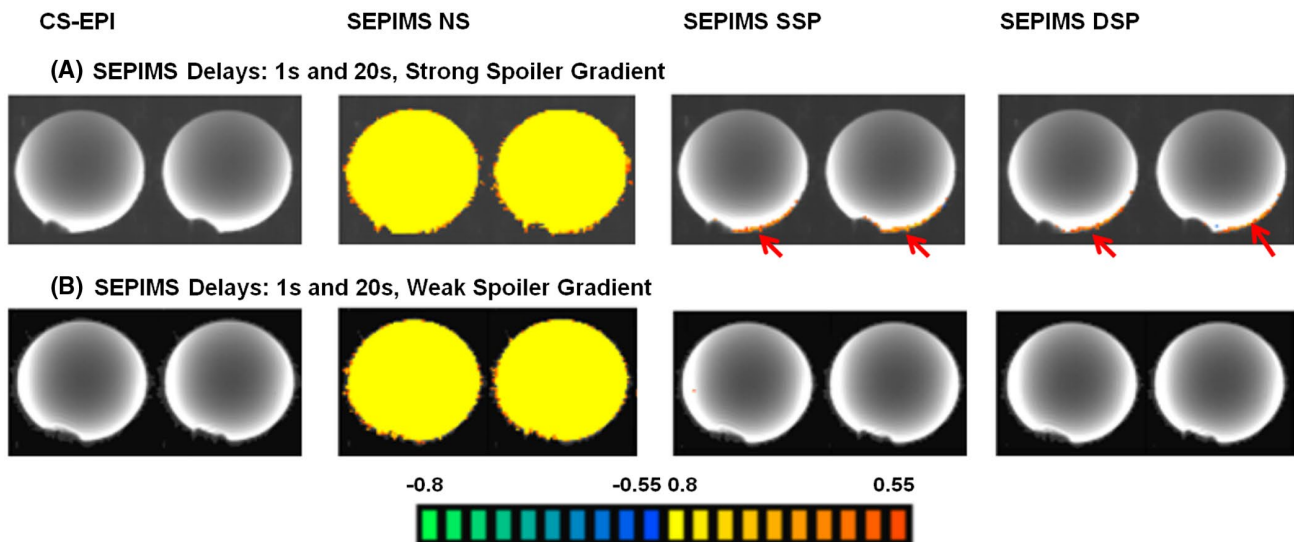 CS-EPI SEPIMS NS SEPIMS SSP SEPIMS DSP
(A) SEPIMS Delays: 1s and 20s, Strong Spoiler Gradient
(B) SEPIMS Delays: 1s and 20s, Weak Spoiler Gradient
-0.8 -0.55 0.8 0.55